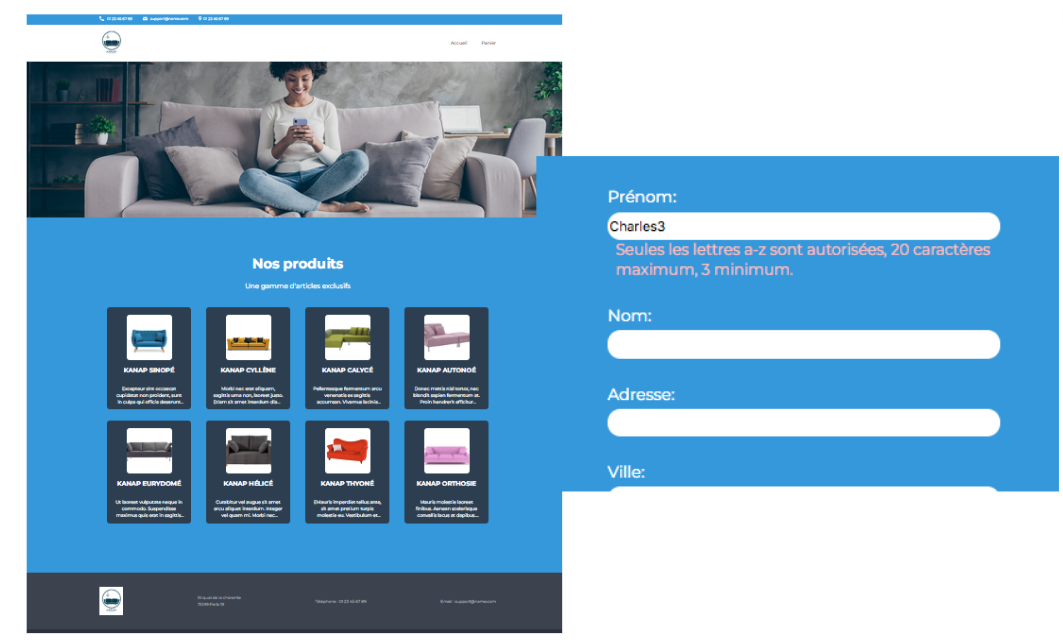 01 23 45 67 89 support@name.com 01 23 45 67 89
Accueil Panier
Nos produits
Une gamme d'articles exclusifs
KANAP SINOPÉ
Excepteur sint occaecat
cupidatat non proident, sunt
in culpa qui officia deserunt...
KANAP CYLLÈNE
Morbi nec erat aliquam,
sagittis urna non, laoreet justo.
Etiam sit amet interdum dia...
KANAP CALYCÉ
Pellentesque fermentum arcu
venenatis ex sagittis
accumsan. Vivamus lacinia...
KANAP AUTONOÉ
Donec mattis nisl tortor, nec
blandit sapien fermentum at.
Proin hendrerit efficitur...
KANAP EURYDOMÉ
Ut laoreet vulputate neque in
commodo. Suspendisse
maximus quis erat in sagittis...
KANAP HÉLICÉ
Curabitur vel augue sit amet
arcu aliquet interdum. Integer
vel quam mi. Morbi nec...
KANAP THYONÉ
imperdiet tellus ante,
sit amet pretium turpis
molestie eu. Vestibulum et...
KANAP ORTHOSIE
Mauris molestie laoreet
finibus. Aenean scelerisque
convallis lacus at dapibus...
75019 Paris 19
Téléphone : 01 23 45 67 89
Email : support@name.com
Prénom:
Charles3
Seules les lettres a-z sont autorisées, 20 caractères
maximum, 3 minimum.
Nom:
Adresse:
Ville: